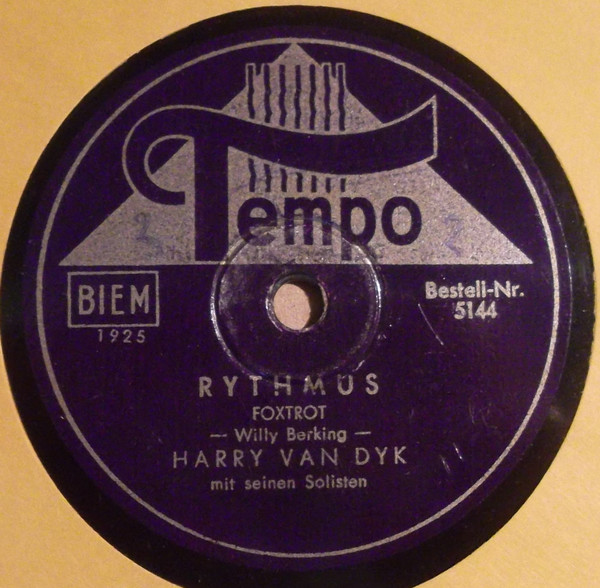 Tempo
BIEM
1925
Bestell-Nr.
5144
RYTHMUS
FOXTROT
— Willy Berking —
HARRY VAN DYK
mit seinen Solisten